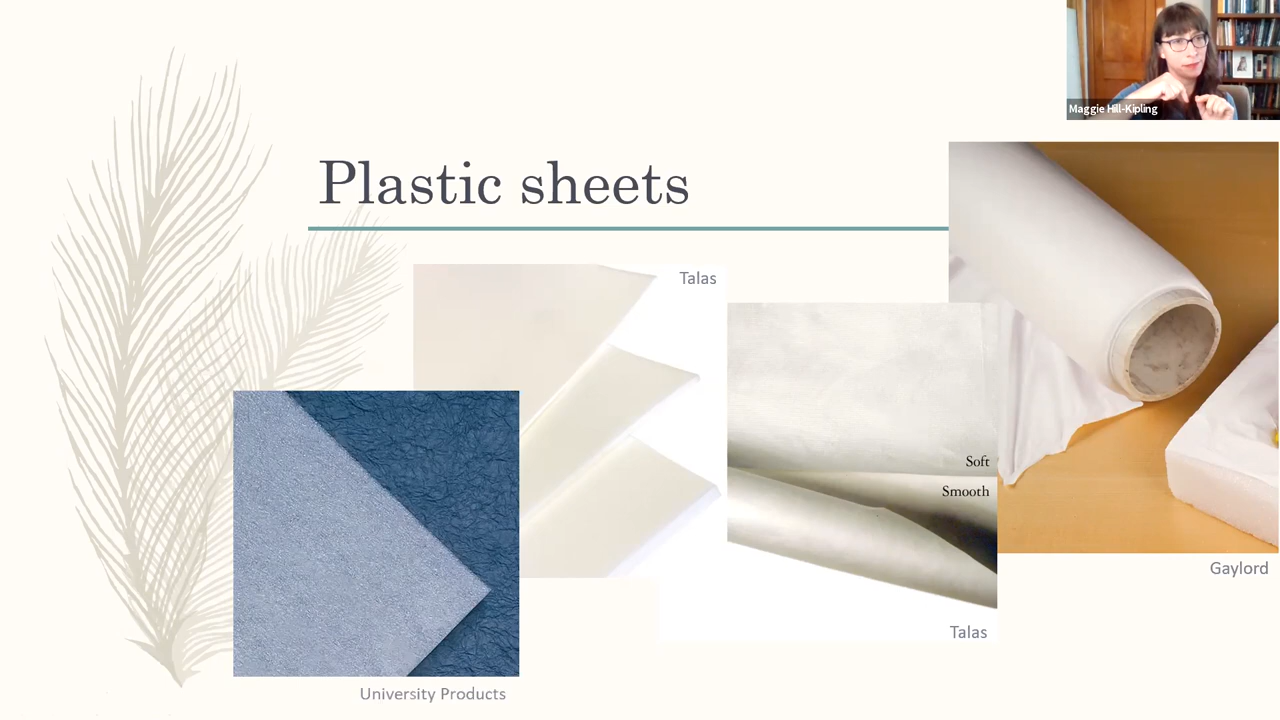 Maggie Hill-Kipling
Plastic sheets
Talas
Soft
Smooth
Gaylord
Talas
University Products